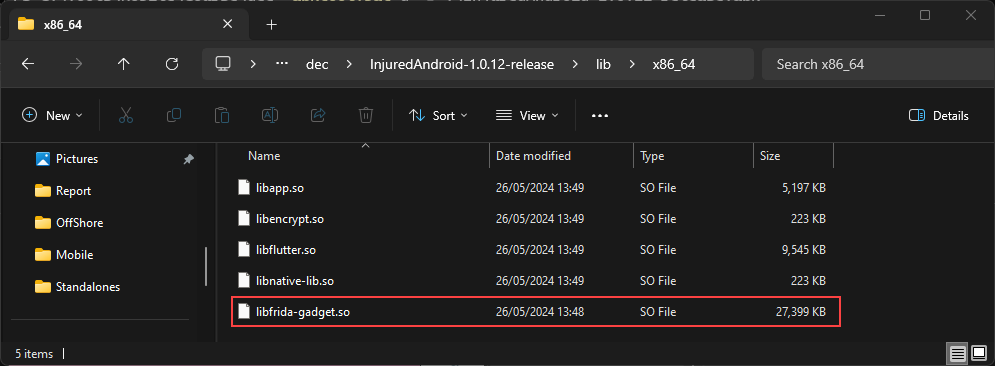 x86_64
dec InjuredAndroid-1.0.12-release lib x86_64 Search x86_64
New Sort View Details
Name Date modified Type Size
Pictures
Report
OffShore
Mobile
Standalones
libapp.so 26/05/2024 13:49 SO File 5,197 KB
libencrypt.so 26/05/2024 13:49 SO File 223 KB
libflutter.so 26/05/2024 13:49 SO File 9,545 KB
libnative-lib.so 26/05/2024 13:49 SO File 223 KB
libfrida-gadget.so 26/05/2024 13:48 SO File 27,399 KB
5 items